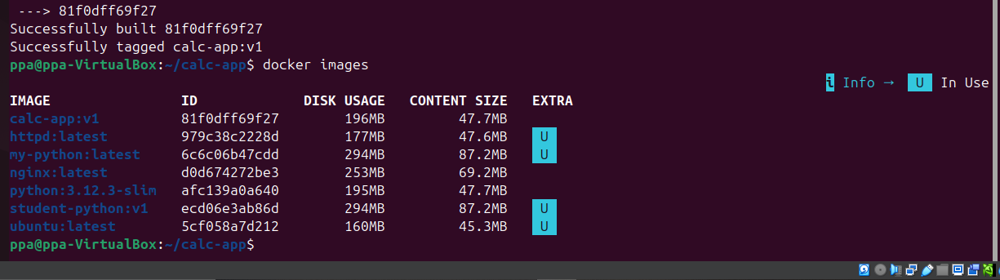 ---> 81f0dff69f27
Successfully built 81f0dff69f27
Successfully tagged calc-app:v1
ppa@ppa-VirtualBox:~/calc-app$ docker images
i Info → U In Use
IMAGE ID DISK USAGE CONTENT SIZE EXTRA
calc-app:v1 81f0dff69f27 196MB 47.7MB
httpd:latest 979c38c2228d 177MB 47.6MB U
my-python:latest 6c6c06b47cdd 294MB 87.2MB U
nginx:latest d0d674272be3 253MB 69.2MB
python:3.12.3-slim afc139a0a640 195MB 47.7MB
student-python:v1 ecd06e3ab86d 294MB 87.2MB U
ubuntu:latest 5cf058a7d212 160MB 45.3MB U
ppa@ppa-VirtualBox:~/calc-app$